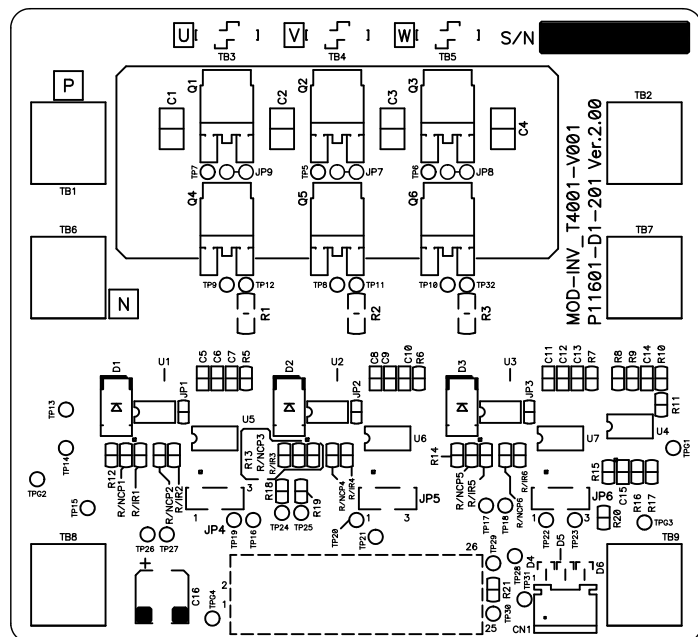 U V W S/N
TB3 TB4 TB5
P
Q1 Q2 Q3
C1 C2 C3 C4
TB1 TB2
TP7 JP9 TP5 JP7 TP6 JP8
Q4 Q5 Q6
TB6 TB7
N
MOD-INV_T4001-V001
P11601-D1-201 Ver.2.00
TP9 TP12 TP8 TP11 TP10 TP32
R1 R2 R3
D1 U1 C5 C6 C7 R5 D2 U2 C8 C9 C10 R6 D3 U3 C11 C12 C13 R7 R8 R9 C14 R10
JP1 JP2 JP3
R11
TP13 U5 U6 U7 U4
TP14 TPG1
R12 R/NCP1 R/IR1 R/NCP2 R/IR2 R13 R/NCP3 R/IR3 R/NCP4 R/IR4 R14 R/NCP5 R/IR5 R/NCP6 R/IR6 R15 C15 R16 R17
TPG2
R18 R19
1 3 JP4 1 3 JP5 1 3 JP6
TP15 TP19 TP16 TP24 TP25 TP20 TP21 TP17 TP18 TP22 TP23 R20 TPG3
TP26 TP27
TB8 + C16 TPG4
2 1 26 25
TP29 R21 TP30
TP28 TP31
D4 D5 D6
1 CN1
TB9